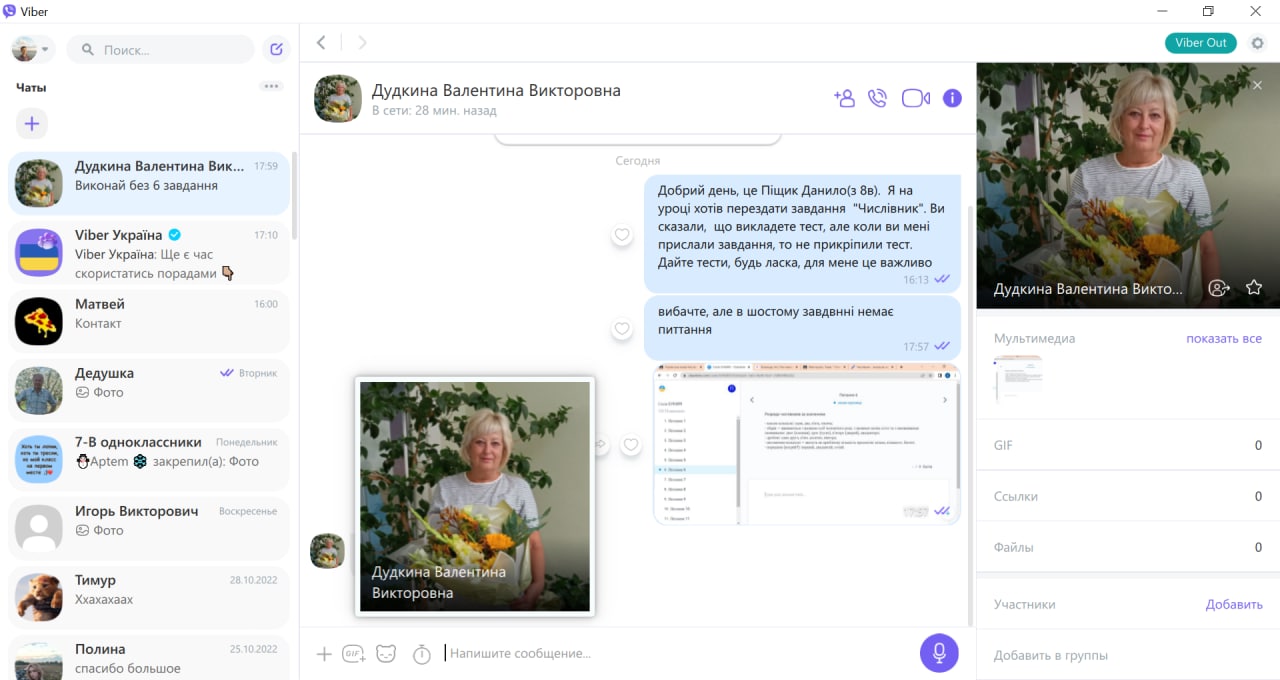 Viber
Поиск...
Viber Out
Чаты
Дудкина Валентина Вик...
17:59
Виконай без 6 завдання
Viber Україна
17:10
Viber Україна: Ще є час
скористатись порадами
Матвей
16:00
Контакт
Дедушка
Вторник
Фото
7-В одноклассники
Понедельник
Артем закрепил(а): Фото
Игорь Викторович
Воскресенье
Фото
Тимур
28.10.2022
Ххахахаах
Полина
25.10.2022
спасибо большое
Дудкина Валентина Викторовна
В сети: 28 мин. назад
Сегодня
Добрий день, це Піщик Данило(з 8в). Я на
уроці хотів перездати завдання "Числівник". Ви
сказали, що викладете тест, але коли ви мені
прислали завдання, то не прикріпили тест.
Дайте тести, будь ласка, для мене це важливо
16:13
вибачте, але в шостому завдвнні немає
питтання
17:57
17:57
Дудкина Валентина
Викторовна
GIF
Напишите сообщение...
Дудкина Валентина Викто...
Мультимедиа
показать все
GIF
0
Ссылки
0
Файлы
0
Участники
Добавить
Добавить в группы